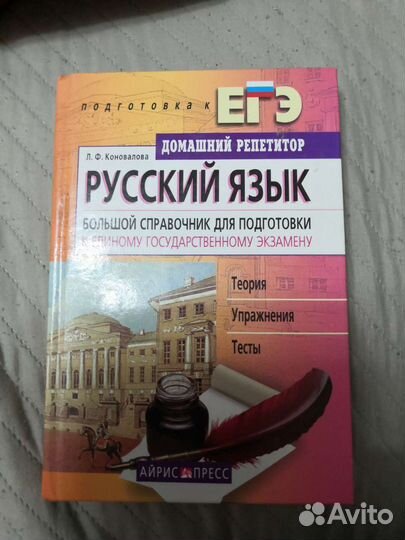 подготовка к ЕГЭ
ДОМАШНИЙ РЕПЕТИТОР
Л. Ф. Коновалова
РУССКИЙ ЯЗЫК
БОЛЬШОЙ СПРАВОЧНИК ДЛЯ ПОДГОТОВКИ
К ЕДИНОМУ ГОСУДАРСТВЕННОМУ ЭКЗАМЕНУ
Теория
Упражнения
Тесты
АЙРИС ПРЕСС
Avito